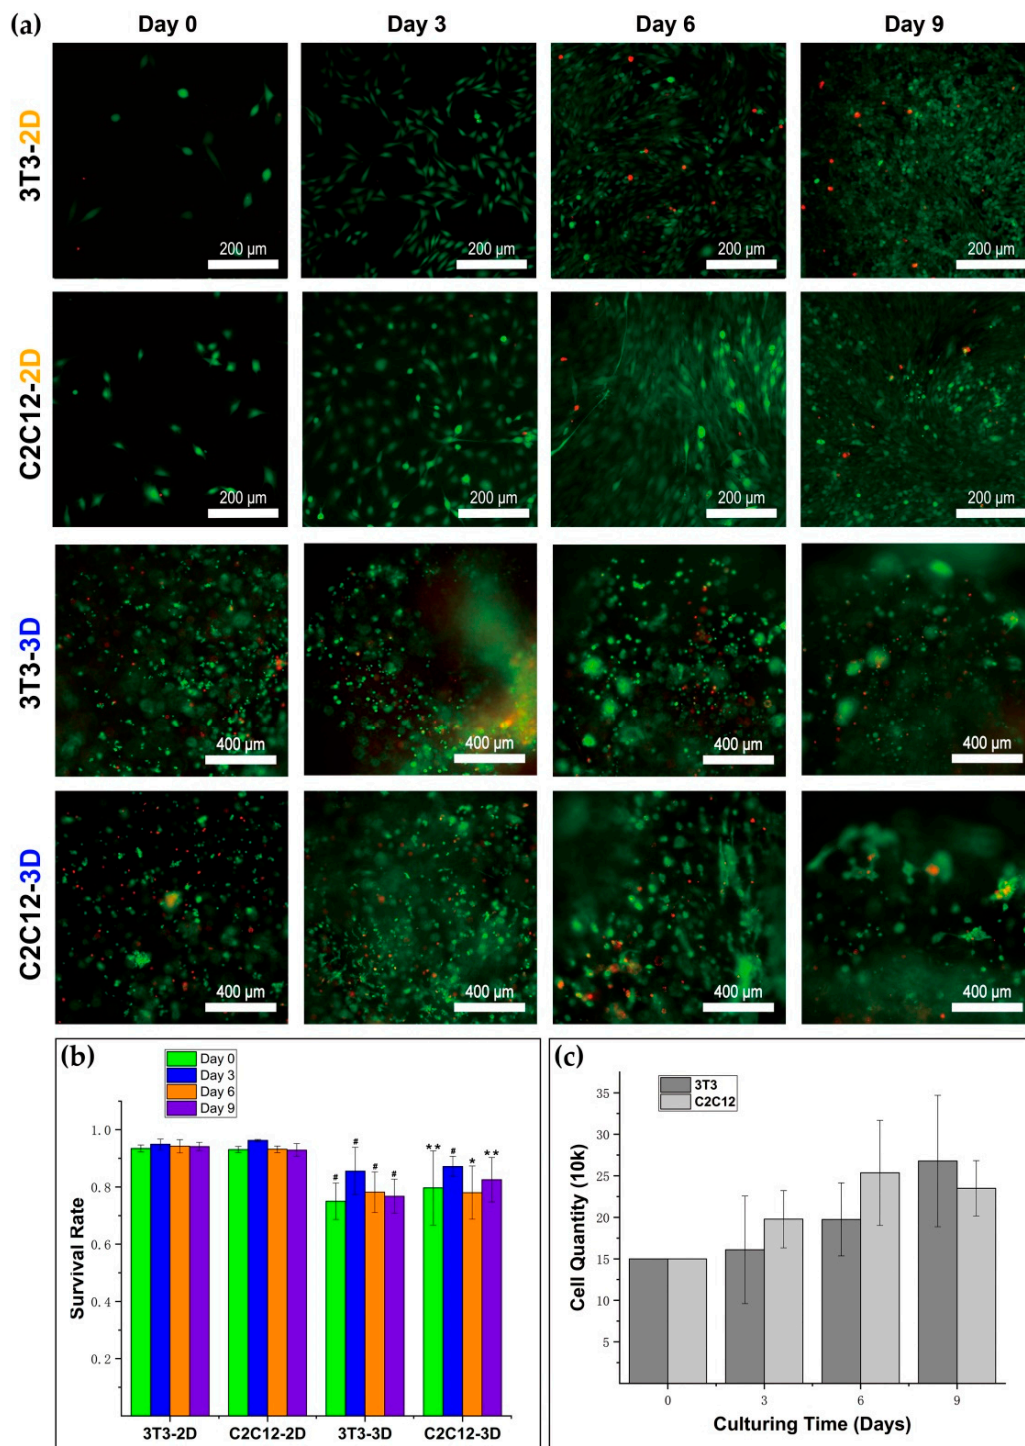 (a)
Day 0 Day 3 Day 6 Day 9
3T3-2D
200 µm 200 µm 200 µm 200 µm
C2C12-2D
200 µm 200 µm 200 µm 200 µm
3T3-3D
400 µm 400 µm 400 µm 400 µm
C2C12-3D
400 µm 400 µm 400 µm 400 µm
(b)
Day 0
Day 3
Day 6
Day 9
Survival Rate
1.0
0.8
0.6
0.4
0.2
# # # # ** # * **
3T3-2D C2C12-2D 3T3-3D C2C12-3D
(c)
3T3
C2C12
Cell Quantity (10k)
35
30
25
20
15
10
0 3 6 9
Culturing Time (Days)